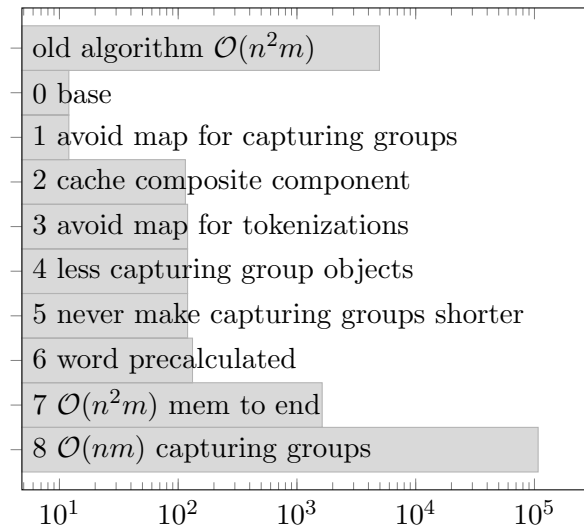 old algorithm 𝒪(n²m)
0 base
1 avoid map for capturing groups
2 cache composite component
3 avoid map for tokenizations
4 less capturing group objects
5 never make capturing groups shorter
6 word precalculated
7 𝒪(n²m) mem to end
8 𝒪(nm) capturing groups
10¹ 10² 10³ 10⁴ 10⁵